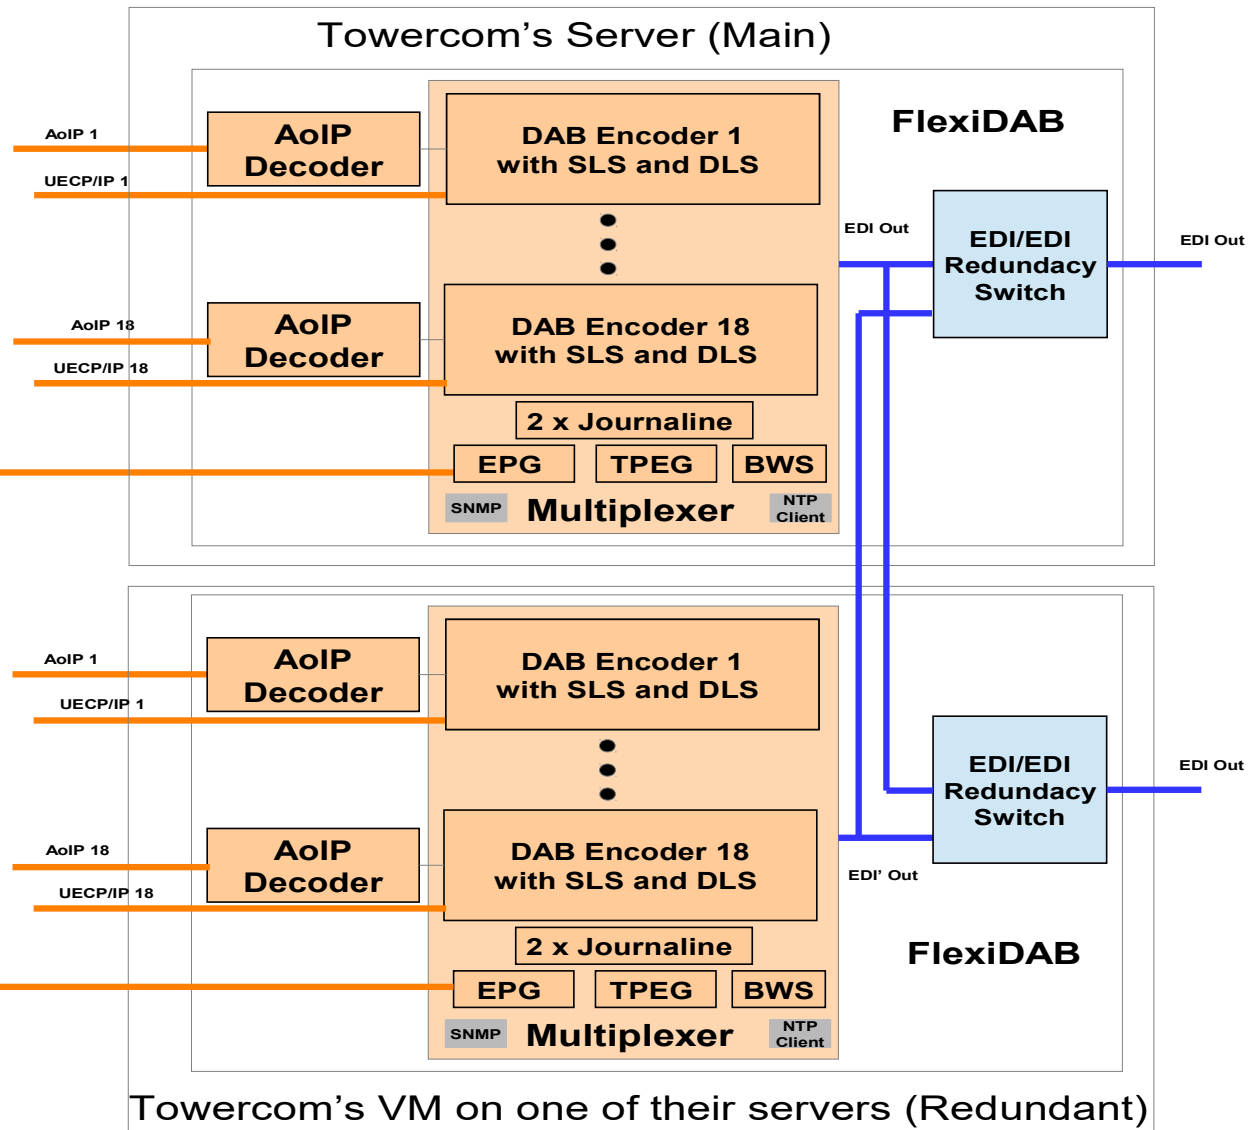 Towercom's Server (Main)
FlexiDAB
AoIP 1
AoIP
Decoder
DAB Encoder 1
with SLS and DLS
UECP/IP 1
EDI Out
EDI/EDI
Redundacy
Switch
EDI Out
AoIP 18
AoIP
Decoder
DAB Encoder 18
with SLS and DLS
UECP/IP 18
2 x Journaline
EPG
TPEG
BWS
SNMP
Multiplexer
NTP
Client
AoIP 1
AoIP
Decoder
DAB Encoder 1
with SLS and DLS
UECP/IP 1
EDI/EDI
Redundacy
Switch
EDI Out
AoIP 18
AoIP
Decoder
DAB Encoder 18
with SLS and DLS
EDI' Out
UECP/IP 18
2 x Journaline
FlexiDAB
EPG
TPEG
BWS
SNMP
Multiplexer
NTP
Client
Towercom's VM on one of their servers (Redundant)